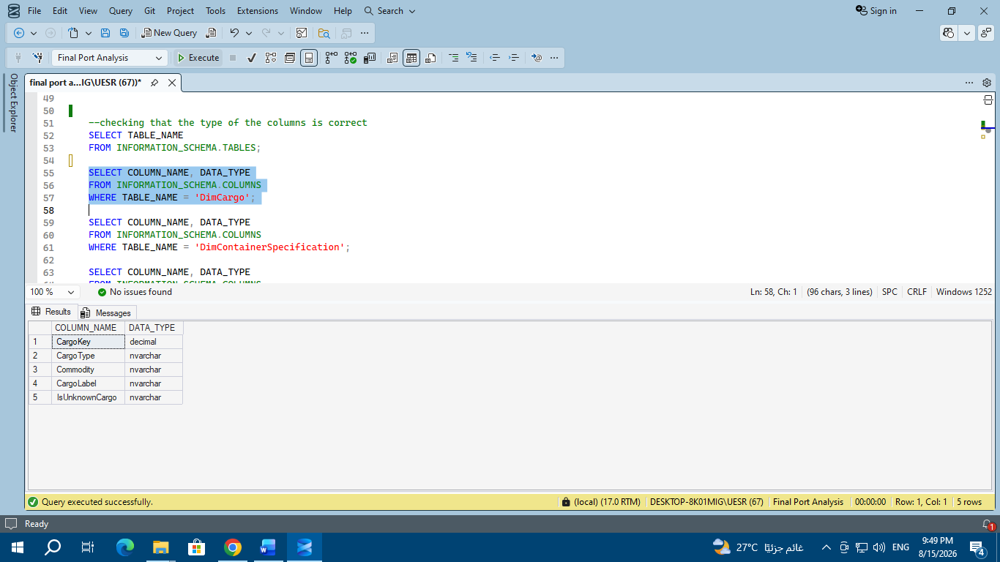 File Edit View Query Git Project Tools Extensions Window Help Search Sign in
New Query
Final Port Analysis Execute
Object Explorer
final port a...IG\UESR (67))*
49
50
51 --checking that the type of the columns is correct
52 SELECT TABLE_NAME
53 FROM INFORMATION_SCHEMA.TABLES;
54
55 SELECT COLUMN_NAME, DATA_TYPE
56 FROM INFORMATION_SCHEMA.COLUMNS
57 WHERE TABLE_NAME = 'DimCargo';
58
59 SELECT COLUMN_NAME, DATA_TYPE
60 FROM INFORMATION_SCHEMA.COLUMNS
61 WHERE TABLE_NAME = 'DimContainerSpecification';
62
63 SELECT COLUMN_NAME, DATA_TYPE
64 FROM INFORMATION_SCHEMA.COLUMNS
100 % No issues found Ln: 58, Ch: 1 (96 chars, 3 lines) SPC CRLF Windows 1252
Results Messages
COLUMN_NAME DATA_TYPE
1 CargoKey decimal
2 CargoType nvarchar
3 Commodity nvarchar
4 CargoLabel nvarchar
5 IsUnknownCargo nvarchar
Query executed successfully. (local) (17.0 RTM) DESKTOP-8K01MIG\UESR (67) Final Port Analysis 00:00:00 Row: 1, Col: 1 5 rows
Ready 1
27°C غائم جزئيًا ENG 9:49 PM
8/15/2026 4